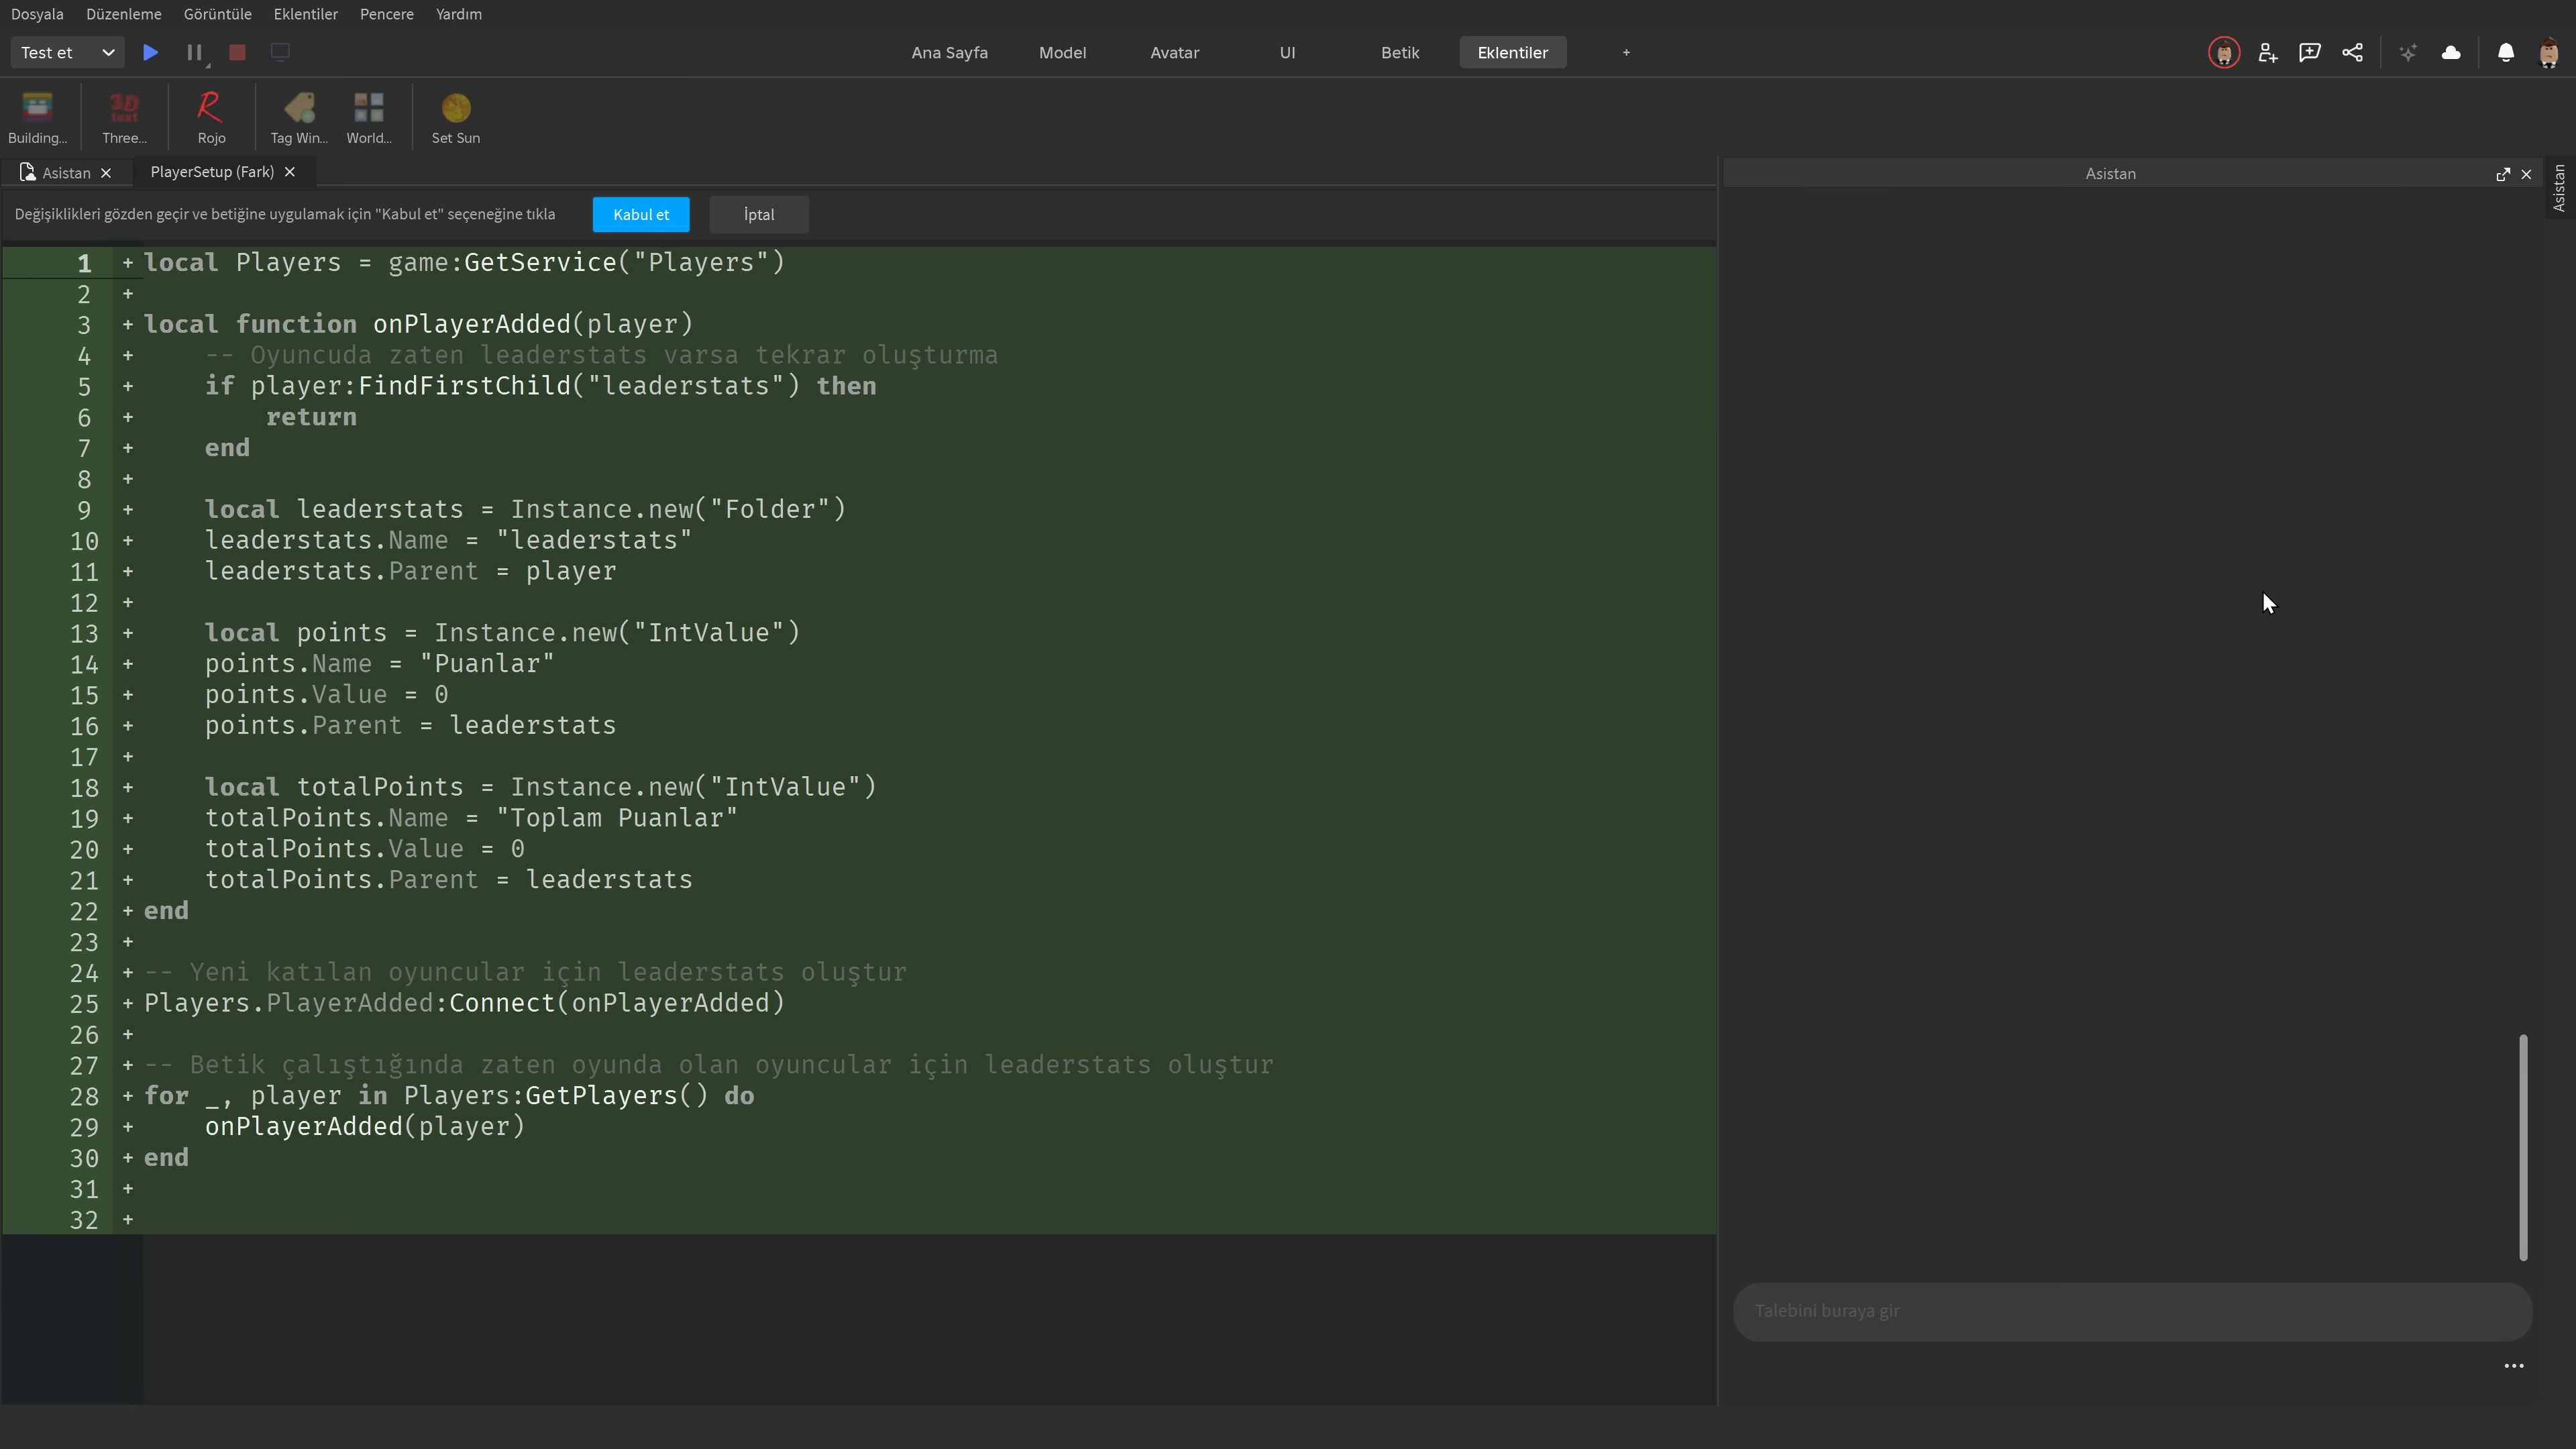 Dosyala Düzenleme Görüntüle Eklentiler Pencere Yardım
Test et Ana Sayfa Model Avatar UI Betik Eklentiler +
3D text R
Building... Three... Rojo Tag Win... World... Set Sun
Asistan PlayerSetup (Fark) Asistan Asistan
Değişiklikleri gözden geçir ve betiğine uygulamak için "Kabul et" seçeneğine tıkla Kabul et İptal
1 + local Players = game:GetService("Players")
2 +
3 + local function onPlayerAdded(player)
4 + -- Oyuncuda zaten leaderstats varsa tekrar oluşturma
5 + if player:FindFirstChild("leaderstats") then
6 + return
7 + end
8 +
9 + local leaderstats = Instance.new("Folder")
10 + leaderstats.Name = "leaderstats"
11 + leaderstats.Parent = player
12 +
13 + local points = Instance.new("IntValue")
14 + points.Name = "Puanlar"
15 + points.Value = 0
16 + points.Parent = leaderstats
17 +
18 + local totalPoints = Instance.new("IntValue")
19 + totalPoints.Name = "Toplam Puanlar"
20 + totalPoints.Value = 0
21 + totalPoints.Parent = leaderstats
22 + end
23 +
24 + -- Yeni katılan oyuncular için leaderstats oluştur
25 + Players.PlayerAdded:Connect(onPlayerAdded)
26 +
27 + -- Betik çalıştığında zaten oyunda olan oyuncular için leaderstats oluştur
28 + for _, player in Players:GetPlayers() do
29 + onPlayerAdded(player)
30 + end
31 +
32 +
Talebini buraya gir